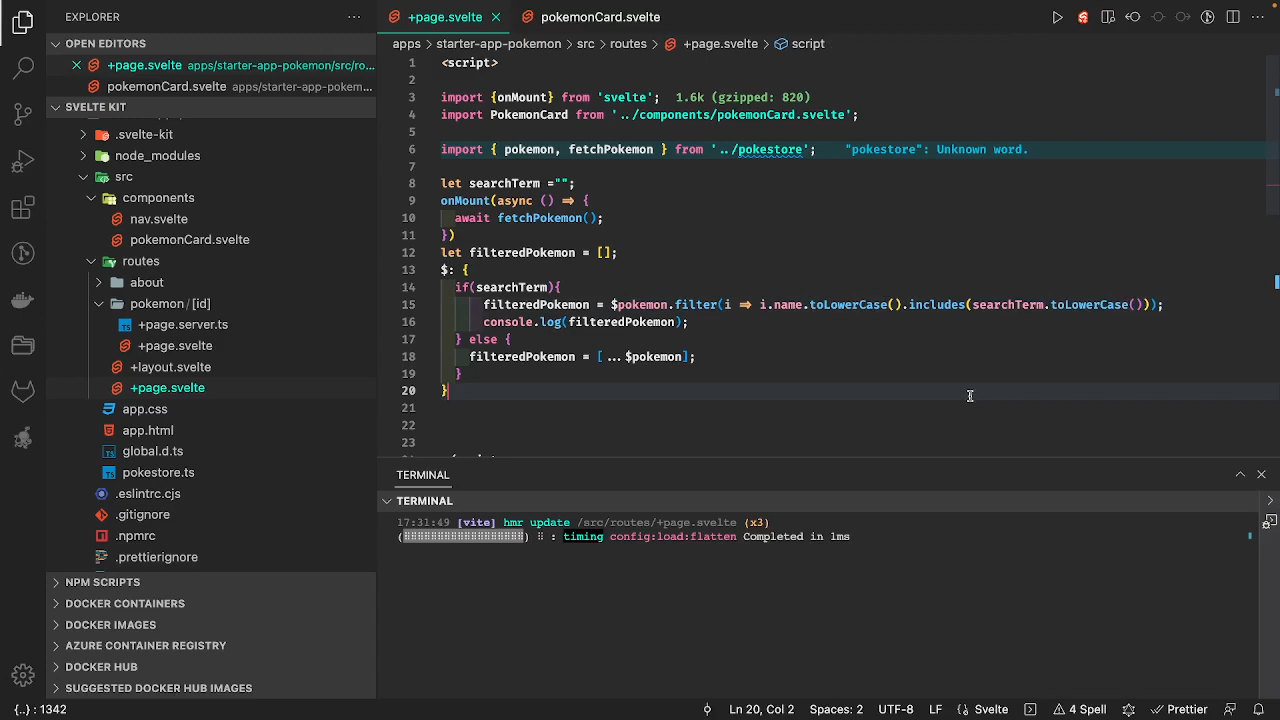 EXPLORER
OPEN EDITORS
+page.svelte apps/starter-app-pokemon/src/ro...
pokemonCard.svelte apps/starter-app-pokem...
SVELTE KIT
.svelte-kit
node_modules
src
components
nav.svelte
pokemonCard.svelte
routes
about
pokemon/[id]
+page.server.ts
+page.svelte
+layout.svelte
+page.svelte
app.css
app.html
global.d.ts
pokestore.ts
.eslintrc.cjs
.gitignore
.npmrc
.prettierignore
NPM SCRIPTS
DOCKER CONTAINERS
DOCKER IMAGES
AZURE CONTAINER REGISTRY
DOCKER HUB
SUGGESTED DOCKER HUB IMAGES
+page.svelte pokemonCard.svelte
apps > starter-app-pokemon > src > routes > +page.svelte > script
1 <script>
2
3 import {onMount} from 'svelte'; 1.6k (gzipped: 820)
4 import PokemonCard from '../components/pokemonCard.svelte';
5
6 import { pokemon, fetchPokemon } from '../pokestore'; "pokestore": Unknown word.
7
8 let searchTerm ="";
9 onMount(async () => {
10 await fetchPokemon();
11 })
12 let filteredPokemon = [];
13 $: {
14 if(searchTerm){
15 filteredPokemon = $pokemon.filter(i => i.name.toLowerCase().includes(searchTerm.toLowerCase()));
16 console.log(filteredPokemon);
17 } else {
18 filteredPokemon = [...$pokemon];
19 }
20 }
21
22
23
TERMINAL
TERMINAL
17:31:49 [vite] hmr update /src/routes/+page.svelte (x3)
timing config:load:flatten Completed in 1ms
{..} : 1342 Ln 20, Col 2 Spaces: 2 UTF-8 LF Svelte 4 Spell Prettier